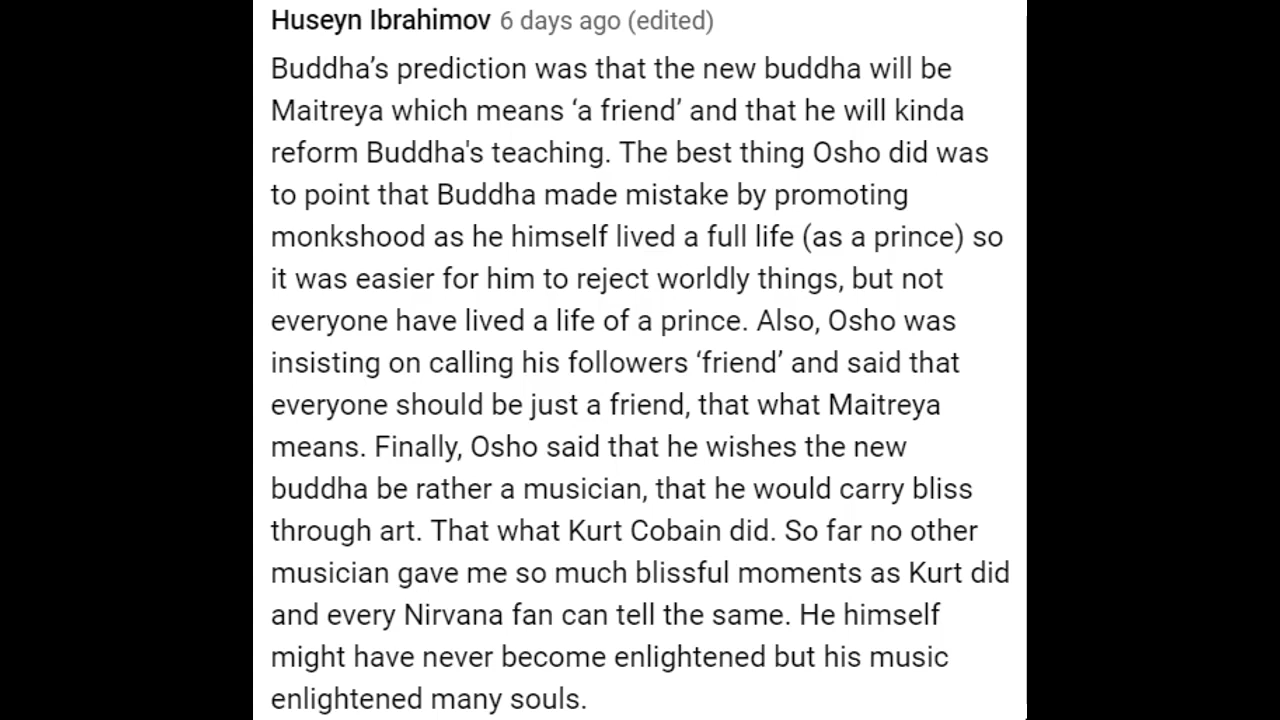 Huseyn Ibrahimov 6 days ago (edited)
Buddha’s prediction was that the new buddha will be
Maitreya which means ‘a friend’ and that he will kinda
reform Buddha's teaching. The best thing Osho did was
to point that Buddha made mistake by promoting
monkshood as he himself lived a full life (as a prince) so
it was easier for him to reject worldly things, but not
everyone have lived a life of a prince. Also, Osho was
insisting on calling his followers ‘friend’ and said that
everyone should be just a friend, that what Maitreya
means. Finally, Osho said that he wishes the new
buddha be rather a musician, that he would carry bliss
through art. That what Kurt Cobain did. So far no other
musician gave me so much blissful moments as Kurt did
and every Nirvana fan can tell the same. He himself
might have never become enlightened but his music
enlightened many souls.